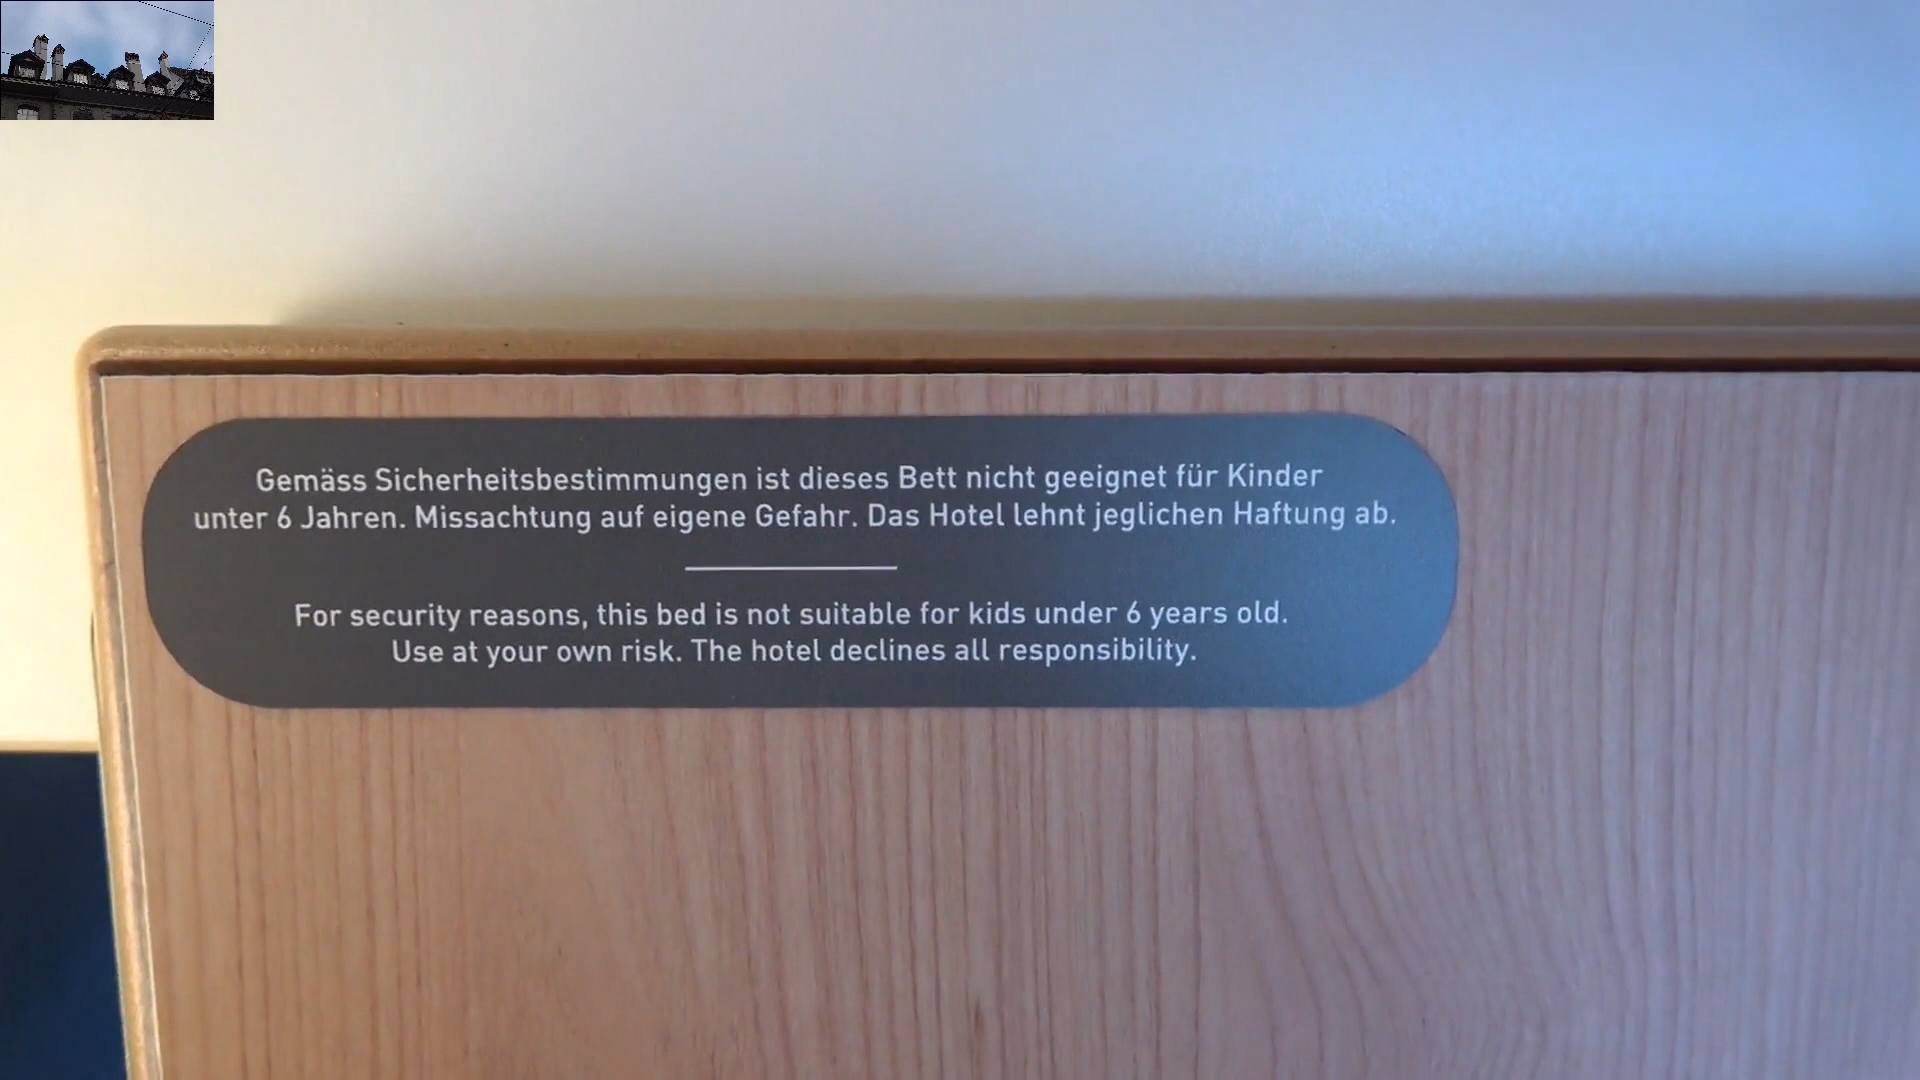 Gemäss Sicherheitsbestimmungen ist dieses Bett nicht geeignet für Kinder
unter 6 Jahren. Missachtung auf eigene Gefahr. Das Hotel lehnt jeglichen Haftung ab.
For security reasons, this bed is not suitable for kids under 6 years old.
Use at your own risk. The hotel declines all responsibility.